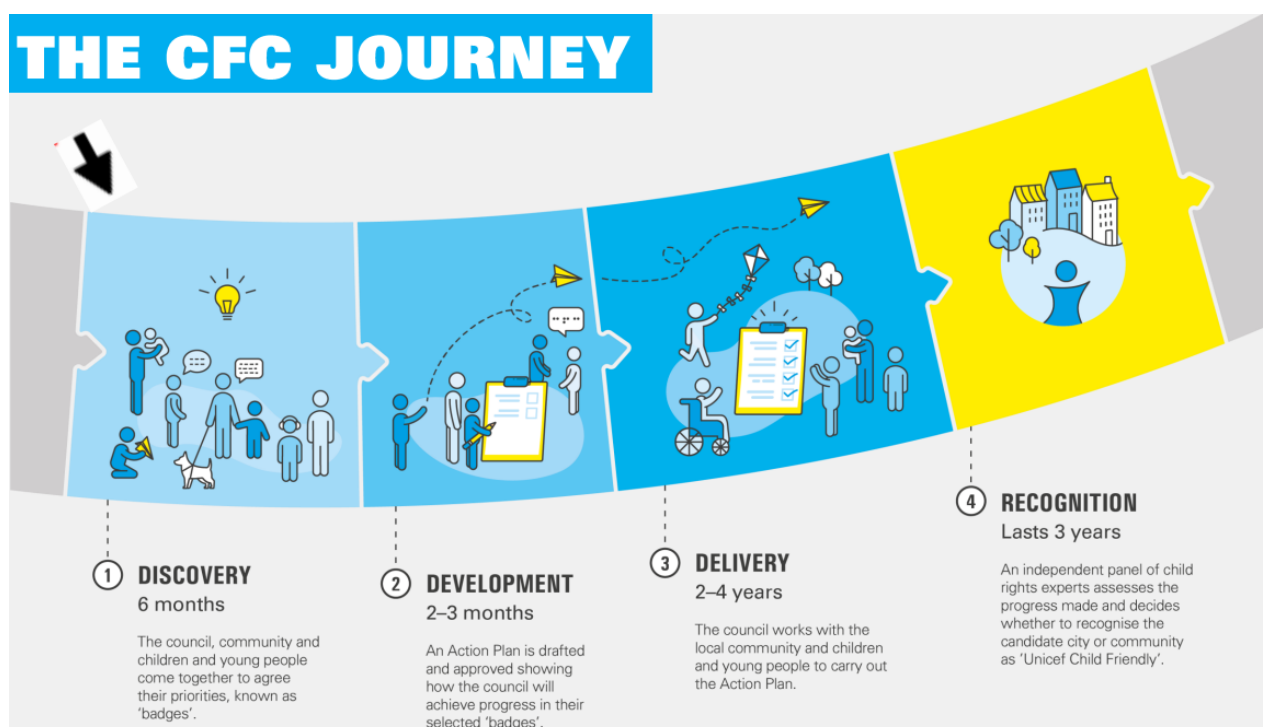 THE CFC JOURNEY
1
DISCOVERY
6 months
The council, community and
children and young people
come together to agree
their priorities, known as
‘badges’.
2
DEVELOPMENT
2–3 months
An Action Plan is drafted
and approved showing
how the council will
achieve progress in their
selected ‘badges’.
3
DELIVERY
2–4 years
The council works with the
local community and children
and young people to carry out
the Action Plan.
4
RECOGNITION
Lasts 3 years
An independent panel of child
rights experts assesses the
progress made and decides
whether to recognise the
candidate city or community
as ‘Unicef Child Friendly’.